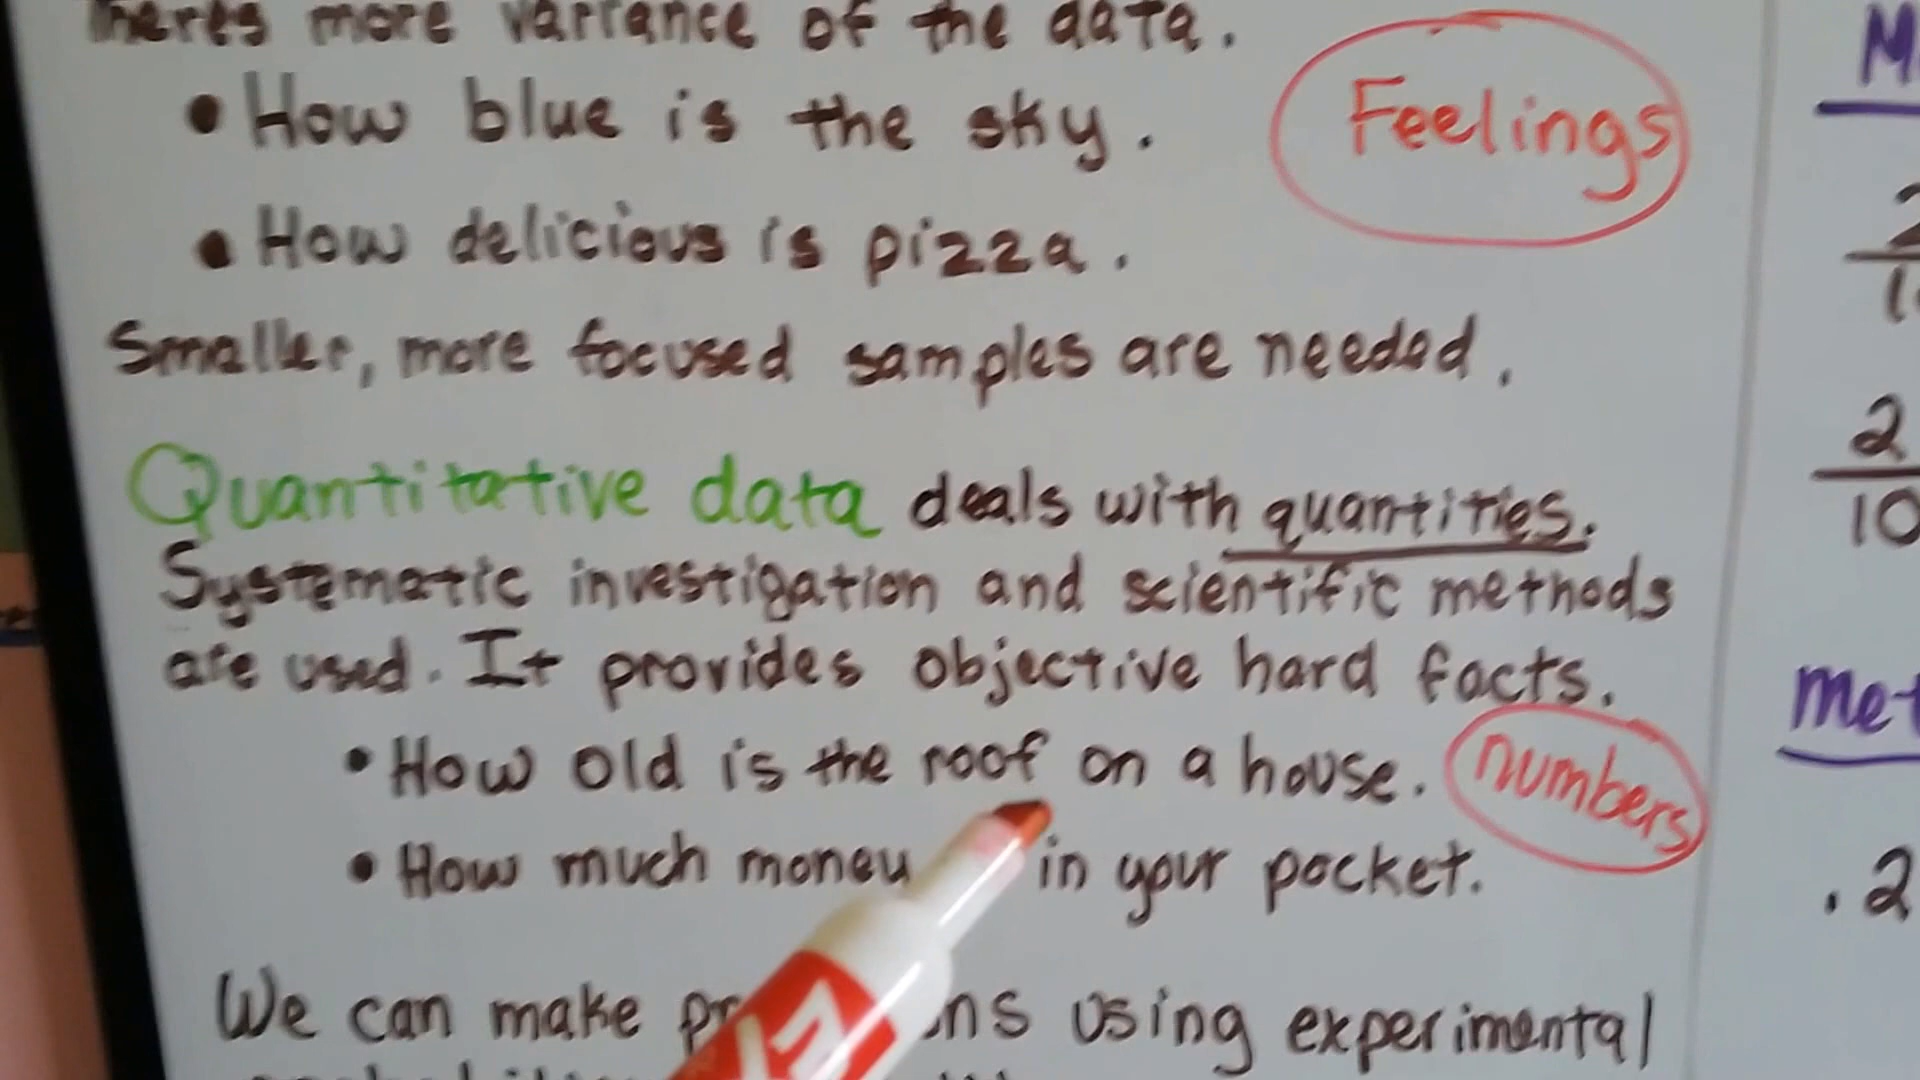 There's more variance of the data.
• How blue is the sky.
Feelings
• How delicious is pizza.
Smaller, more focused samples are needed.
Quantitative data deals with quantities.
Systematic investigation and scientific methods
are used. It provides objective hard facts.
• How old is the roof on a house.
numbers
• How much money in your pocket.
We can make using experimental
M
2
2
10
Met
.2